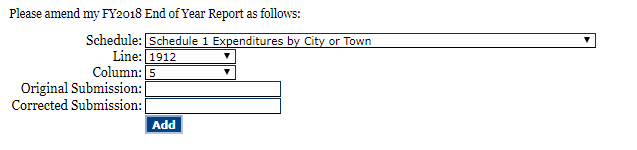 Please amend my FY2018 End of Year Report as follows:
Schedule: Schedule 1 Expenditures by City or Town
Line: 1912
Column: 5
Original Submission:
Corrected Submission:
Add